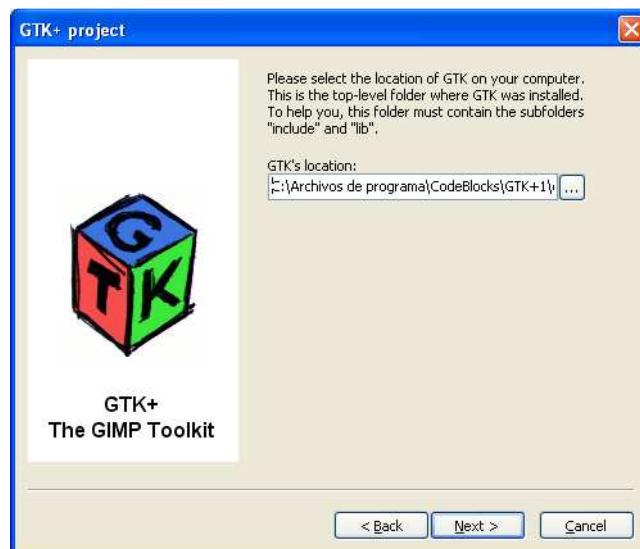 GTK+ project
Please select the location of GTK on your computer.
This is the top-level folder where GTK was installed.
To help you, this folder must contain the subfolders
"include" and "lib".
GTK's location:
C:\Archivos de programa\CodeBlocks\GTK+1\
...
G
T K
GTK+
The GIMP Toolkit
< Back Next > Cancel